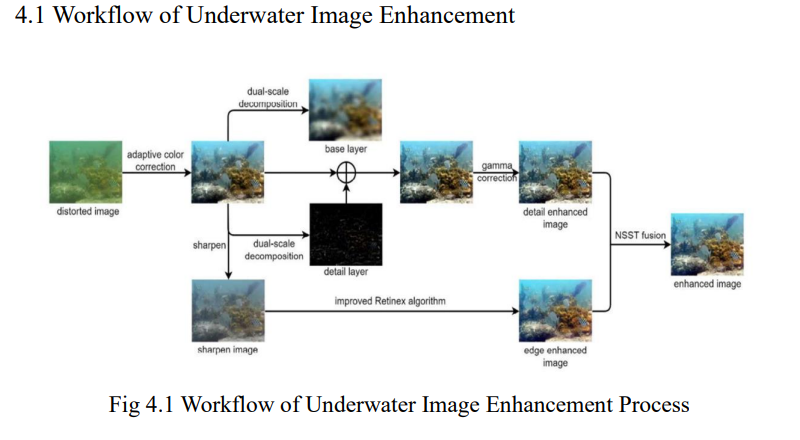 4.1 Workflow of Underwater Image Enhancement
dual-scale
decomposition
base layer
adaptive color
correction
distorted image
gamma
correction
detail enhanced
image
sharpen
dual-scale
decomposition
detail layer
NSST fusion
enhanced image
improved Retinex algorithm
sharpen image
edge enhanced
image
Fig 4.1 Workflow of Underwater Image Enhancement Process